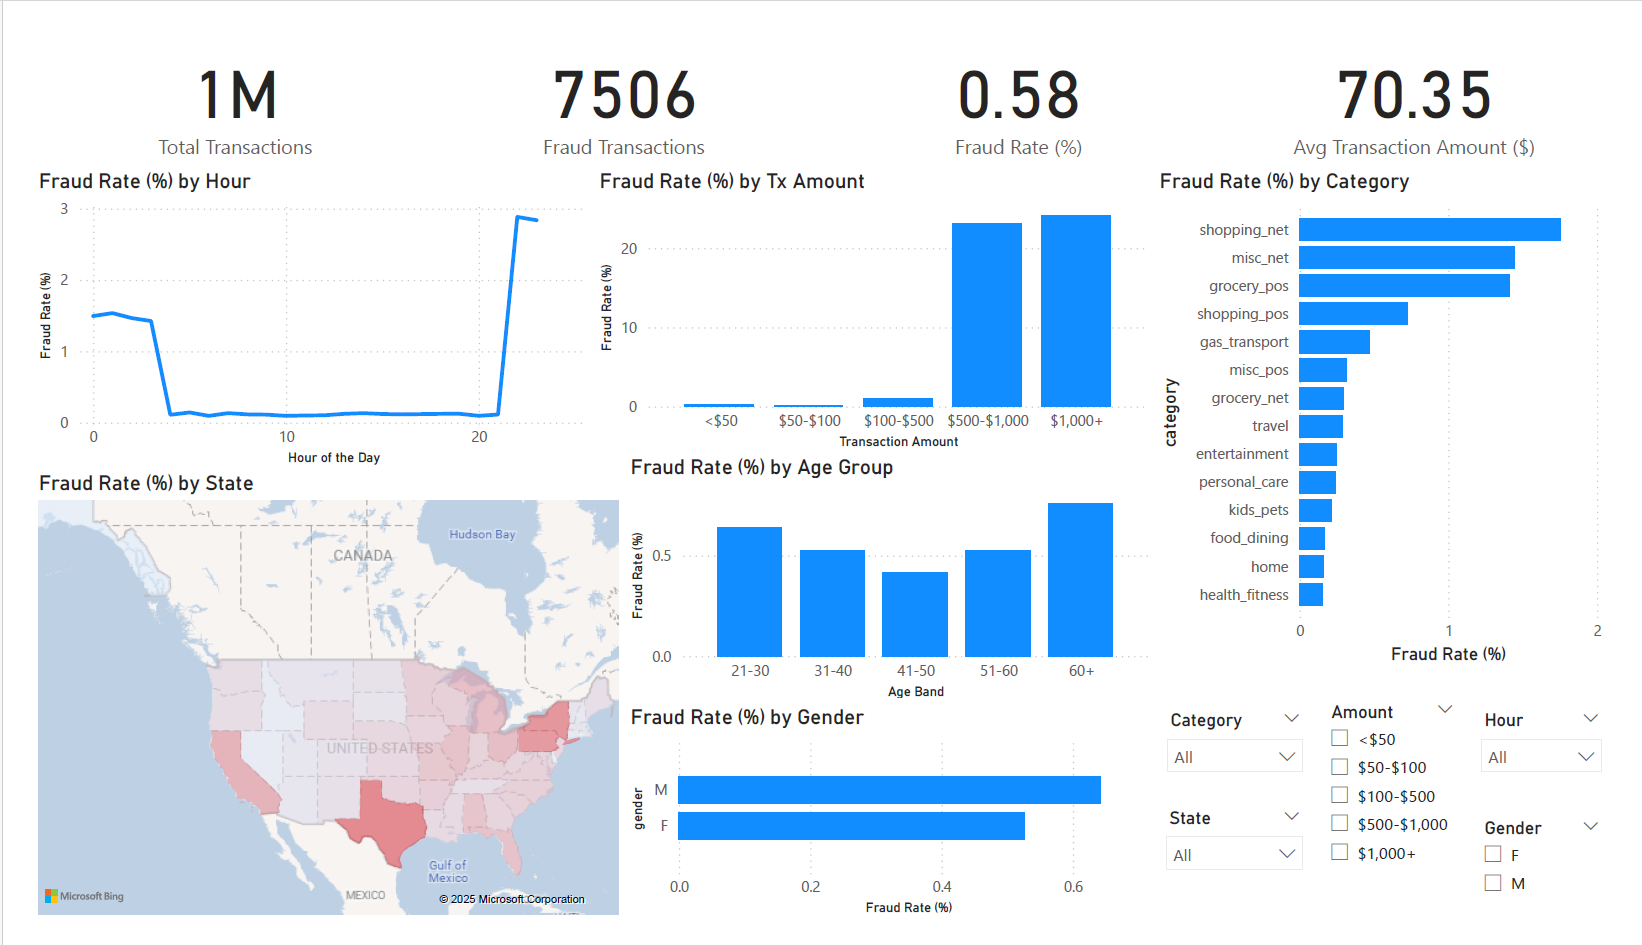 1M
Total Transactions
7506
Fraud Transactions
0.58
Fraud Rate (%)
70.35
Avg Transaction Amount ($)
Fraud Rate (%) by Hour
Fraud Rate (%)
3
2
1
0
0
10
20
Hour of the Day
Fraud Rate (%) by Tx Amount
Fraud Rate (%)
20
10
0
<$50
$50-$100
$100-$500
$500-$1,000
$1,000+
Transaction Amount
Fraud Rate (%) by Category
category
shopping_net
misc_net
grocery_pos
shopping_pos
gas_transport
misc_pos
grocery_net
travel
entertainment
personal_care
kids_pets
food_dining
home
health_fitness
0
1
2
Fraud Rate (%)
Fraud Rate (%) by State
Hudson Bay
CANADA
UNITED STATES
Gulf of
Mexico
MEXICO
Microsoft Bing
© 2025 Microsoft Corporation
Fraud Rate (%) by Age Group
Fraud Rate (%)
0.5
0.0
21-30
31-40
41-50
51-60
60+
Age Band
Fraud Rate (%) by Gender
gender
M
F
0.0
0.2
0.4
0.6
Fraud Rate (%)
Category
All
State
All
Amount
<$50
$50-$100
$100-$500
$500-$1,000
$1,000+
Hour
All
Gender
F
M